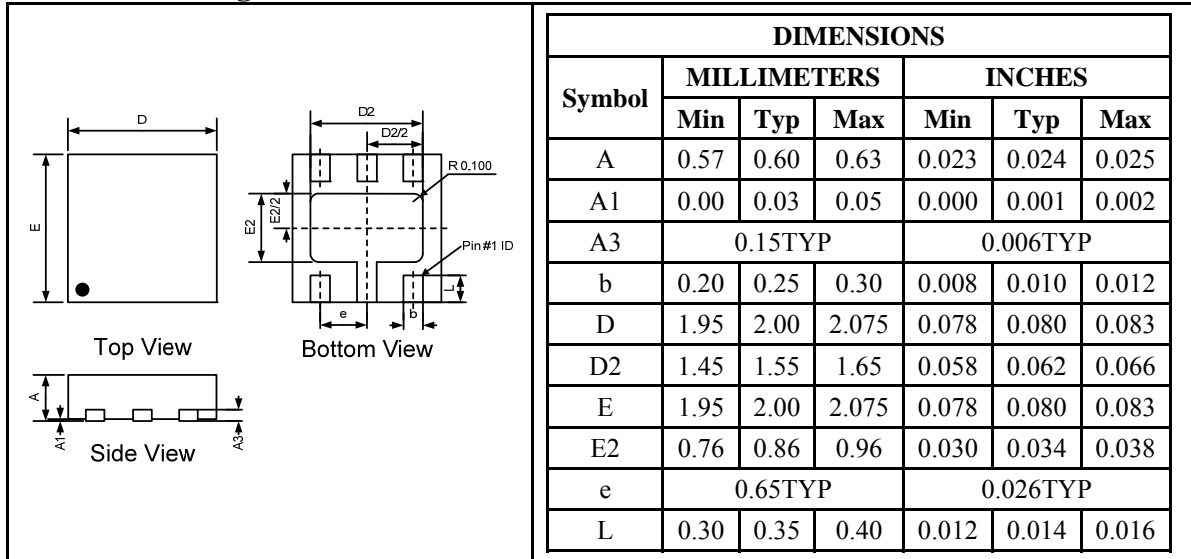 D
E
Top View
A
A1
A3
Side View
D2
D2/2
R 0.100
E2
E2/2
Pin#1 ID
L
e
b
Bottom View
DIMENSIONS
Symbol MILLIMETERS INCHES
Min Typ Max Min Typ Max
A 0.57 0.60 0.63 0.023 0.024 0.025
A1 0.00 0.03 0.05 0.000 0.001 0.002
A3 0.15TYP 0.006TYP
b 0.20 0.25 0.30 0.008 0.010 0.012
D 1.95 2.00 2.075 0.078 0.080 0.083
D2 1.45 1.55 1.65 0.058 0.062 0.066
E 1.95 2.00 2.075 0.078 0.080 0.083
E2 0.76 0.86 0.96 0.030 0.034 0.038
e 0.65TYP 0.026TYP
L 0.30 0.35 0.40 0.012 0.014 0.016